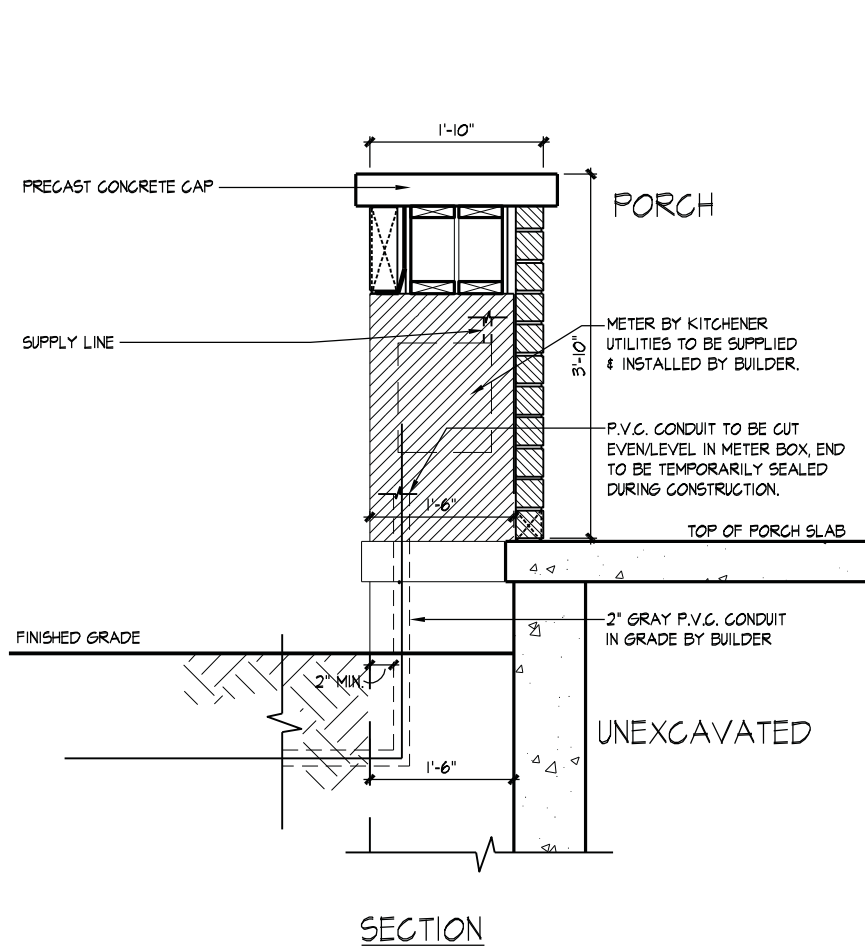 1'-10"
PRECAST CONCRETE CAP
PORCH
SUPPLY LINE
METER BY KITCHENER
UTILITIES TO BE SUPPLIED
& INSTALLED BY BUILDER.
3'-10"
P.V.C. CONDUIT TO BE CUT
EVEN/LEVEL IN METER BOX, END
TO BE TEMPORARILY SEALED
DURING CONSTRUCTION.
1'-6"
TOP OF PORCH SLAB
2" GRAY P.V.C. CONDUIT
IN GRADE BY BUILDER
FINISHED GRADE
2" MIN.
UNEXCAVATED
1'-6"
SECTION